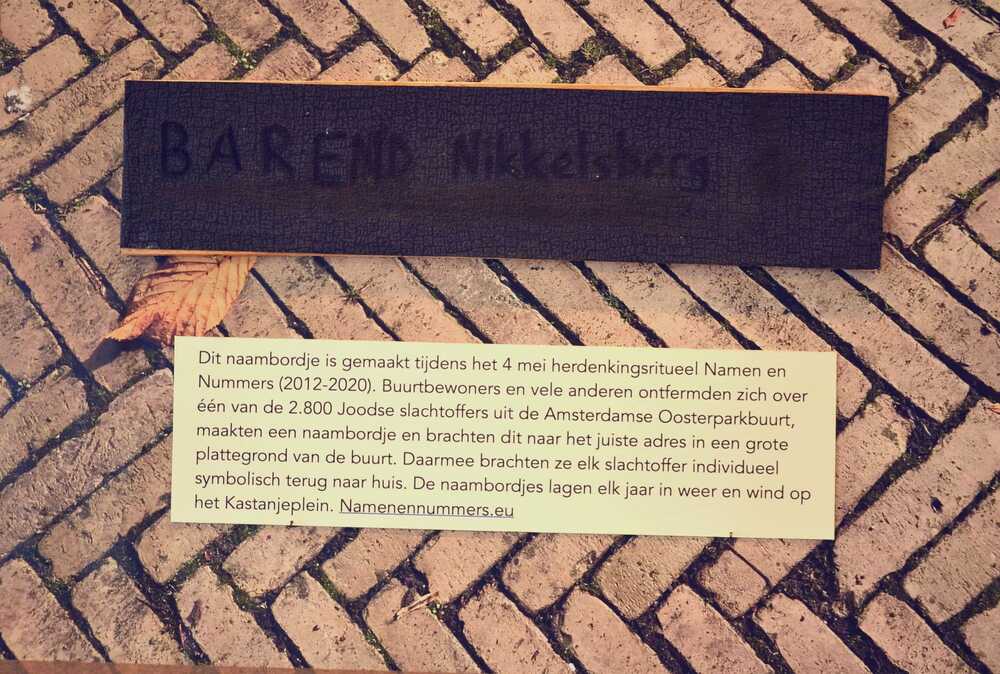 BAREND Nikkelsberg
Dit naambordje is gemaakt tijdens het 4 mei herdenkingsritueel Namen en
Nummers (2012-2020). Buurtbewoners en vele anderen ontfermden zich over
één van de 2.800 Joodse slachtoffers uit de Amsterdamse Oosterparkbuurt,
maakten een naambordje en brachten dit naar het juiste adres in een grote
plattegrond van de buurt. Daarmee brachten ze elk slachtoffer individueel
symbolisch terug naar huis. De naambordjes lagen elk jaar in weer en wind op
het Kastanjeplein. Namenennummers.eu